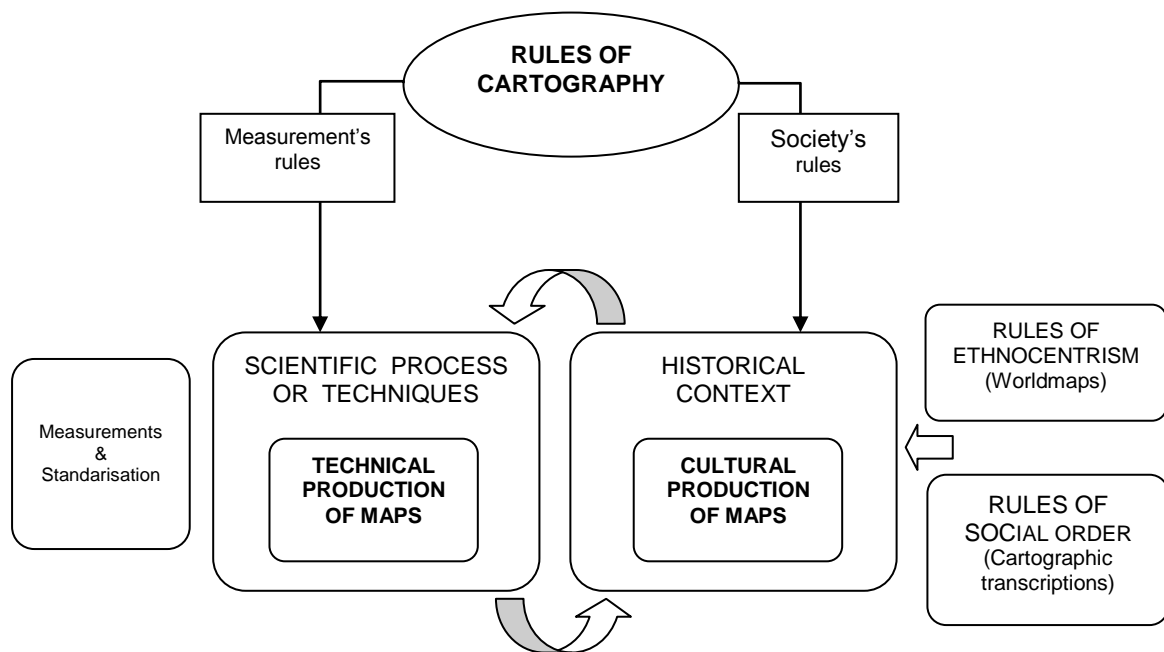 RULES OF
CARTOGRAPHY
Measurement's
rules
Society's
rules
SCIENTIFIC PROCESS
OR TECHNIQUES
TECHNICAL
PRODUCTION
OF MAPS
HISTORICAL
CONTEXT
CULTURAL
PRODUCTION
OF MAPS
Measurements
&
Standarisation
RULES OF
ETHNOCENTRISM
(Worldmaps)
RULES OF
SOCIAL ORDER
(Cartographic
transcriptions)